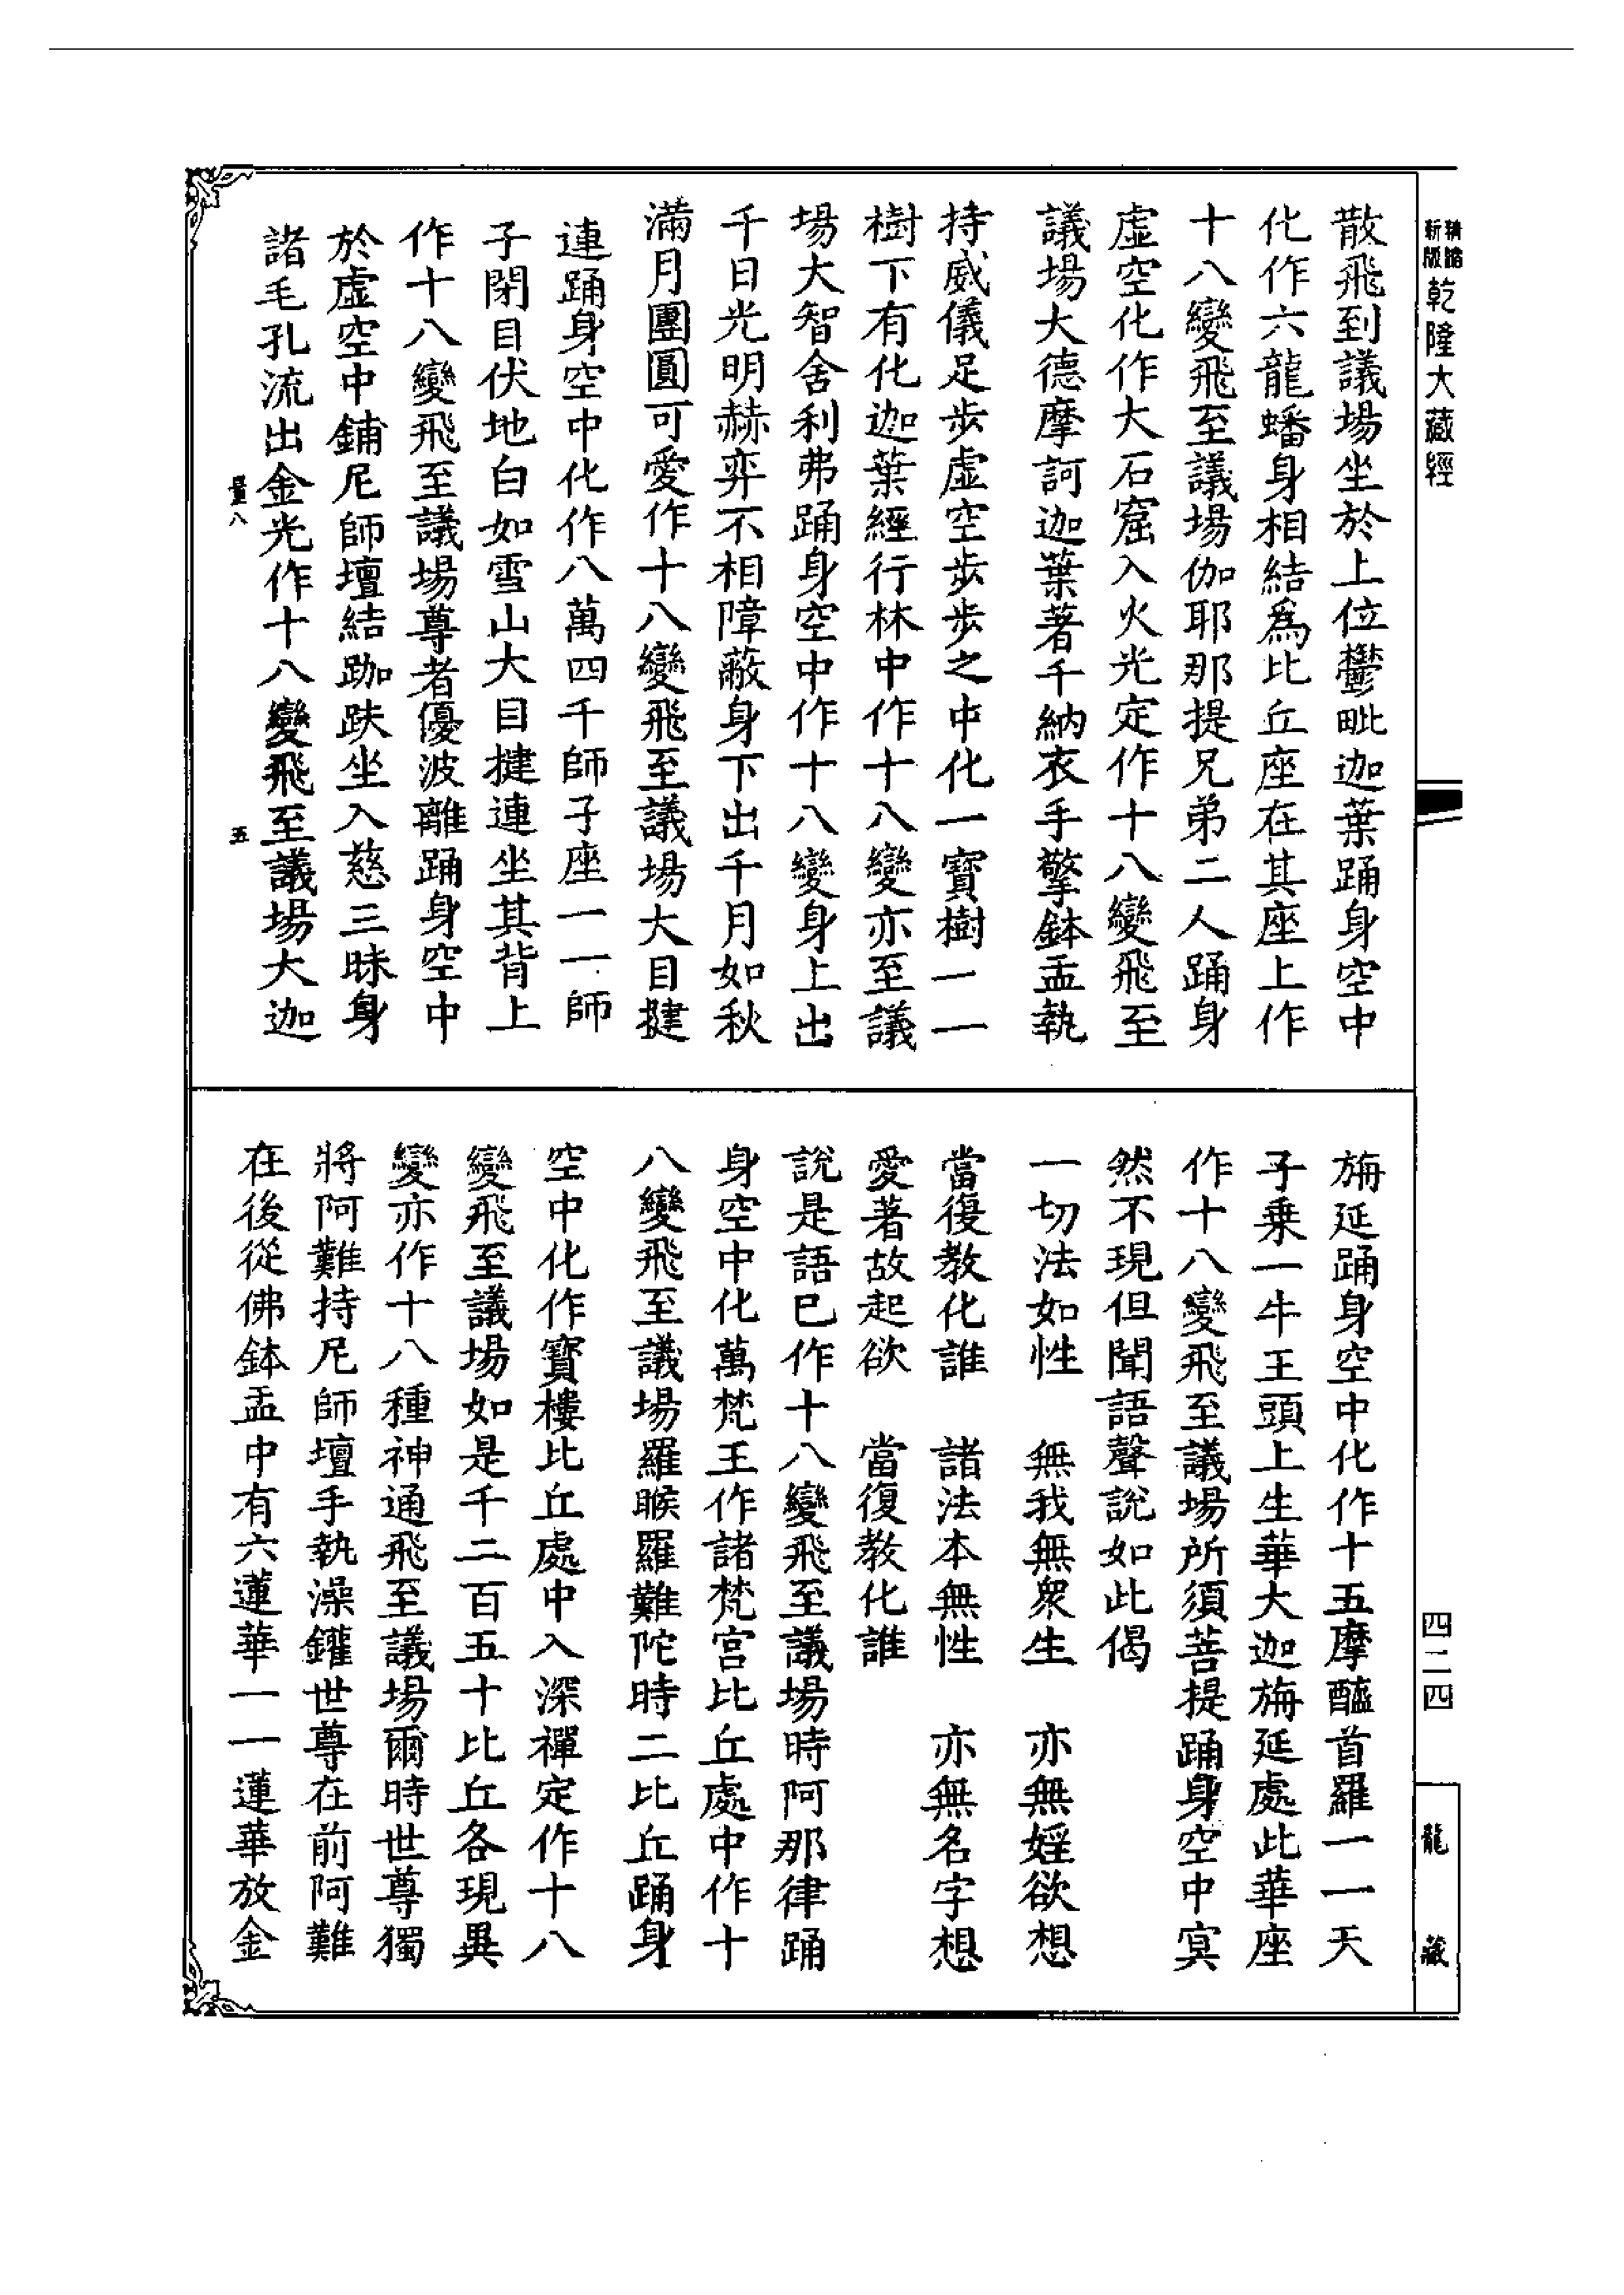 精繕新版乾隆大藏經
散飛到議場坐於上位鬱毗迦葉踊身空中
化作六龍蟠身相結爲比丘座在其座上作
十八變飛至議場伽耶那提兄弟二人踊身
虛空化作大石窟入火光定作十八變飛至
議場大德摩訶迦葉著千納衣手擎鉢盂執
持威儀足步虛空步步之中化一寶樹一一
樹下有化迦葉經行林中作十八變亦至議
場大智舍利弗踊身空中作十八變身上出
千日光明赫弈不相障蔽身下出千月如秋
滿月團圓可愛作十八變飛至議場大目揵
連踊身空中化作八萬四千師子座一一師
子閉目伏地白如雪山大目揵連坐其背上
作十八變飛至議場尊者優波離踊身空中
於虛空中鋪尼師壇結跏趺坐入慈三昧身
諸毛孔流出金光作十八變飛至議場大迦
量八
五
旃延踊身空中化作十五摩醯首羅一一天
子乘一牛王頭上生華大迦旃延處此華座
作十八變飛至議場所須菩提踊身空中寘
然不現但聞語聲說如此偈
一切法如性　無我無衆生　亦無婬欲想
當復教化誰　諸法本無性　亦無名字想
愛著故起欲　當復教化誰
說是語已作十八變飛至議場時阿那律踊
身空中化萬梵王作諸梵宮比丘處中作十
八變飛至議場羅睺羅難陀時二比丘踊身
空中化作寶樓比丘處中入深禪定作十八
變飛至議場如是千二百五十比丘各現異
變亦作十八種神通飛至議場爾時世尊獨
將阿難持尼師壇手執澡鑵世尊在前阿難
在後從佛鉢盂中有六蓮華一一蓮華放金
四二四
龍藏